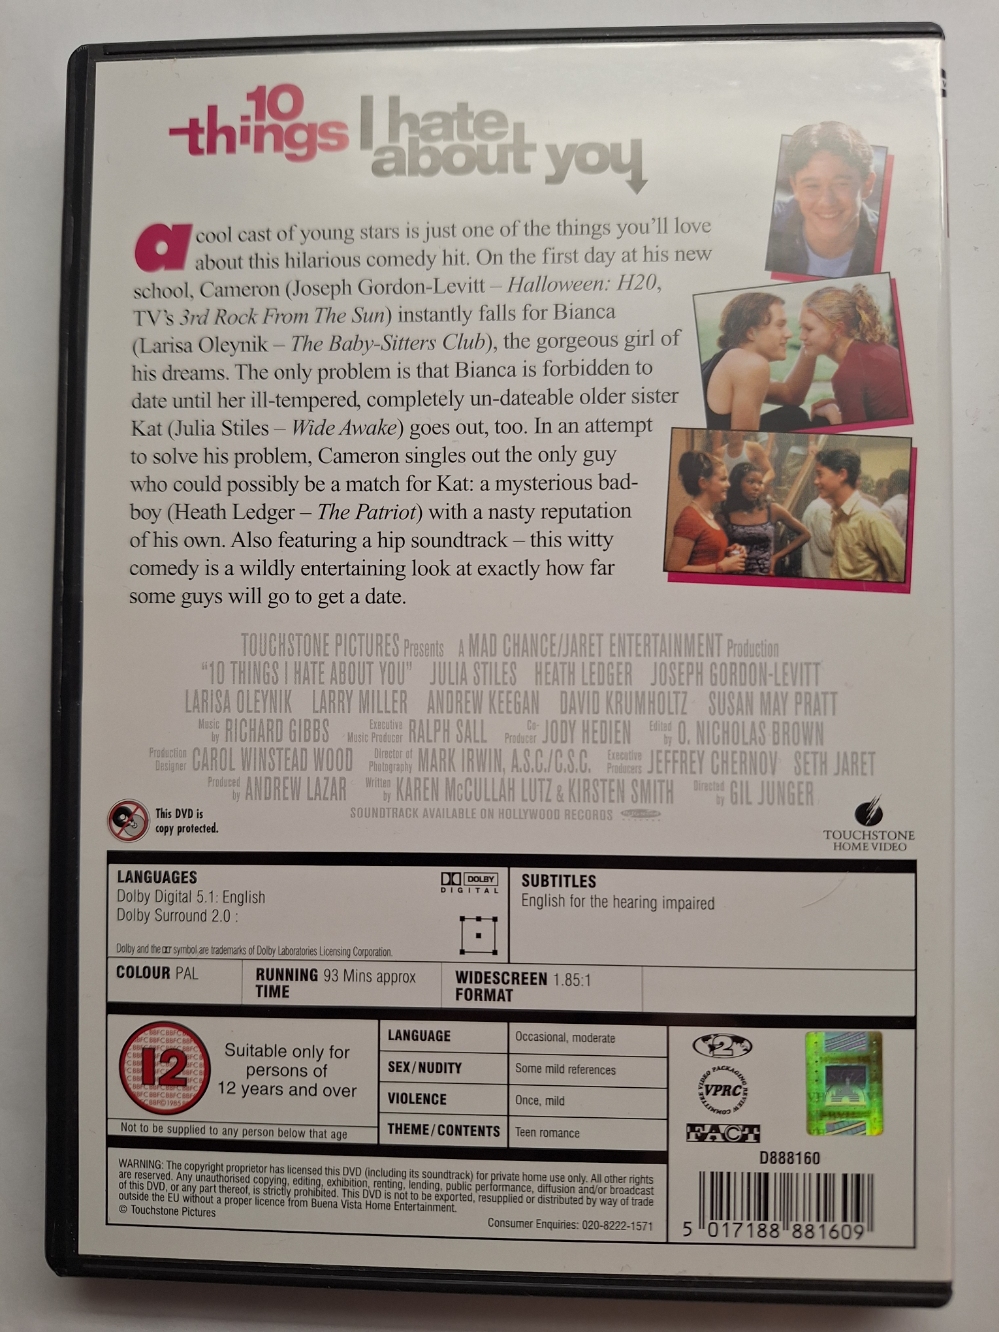 10
things I hate
about you
a cool cast of young stars is just one of the things you'll love
about this hilarious comedy hit. On the first day at his new
school, Cameron (Joseph Gordon-Levitt – Halloween: H20,
TV's 3rd Rock From The Sun) instantly falls for Bianca
(Larisa Oleynik – The Baby-Sitters Club), the gorgeous girl of
his dreams. The only problem is that Bianca is forbidden to
date until her ill-tempered, completely un-dateable older sister
Kat (Julia Stiles – Wide Awake) goes out, too. In an attempt
to solve his problem, Cameron singles out the only guy
who could possibly be a match for Kat: a mysterious bad-
boy (Heath Ledger – The Patriot) with a nasty reputation
of his own. Also featuring a hip soundtrack – this witty
comedy is a wildly entertaining look at exactly how far
some guys will go to get a date.
TOUCHSTONE PICTURES Presents A MAD CHANCE/JARET ENTERTAINMENT Production
"10 THINGS I HATE ABOUT YOU" JULIA STILES HEATH LEDGER JOSEPH GORDON-LEVITT
LARISA OLEYNIK LARRY MILLER ANDREW KEEGAN DAVID KRUMHOLTZ SUSAN MAY PRATT
Music by RICHARD GIBBS Executive Music Producer RALPH SALL Co-Producer JODY HEDIEN Edited by O. NICHOLAS BROWN
Production Designer CAROL WINSTEAD WOOD Director of Photography MARK IRWIN, A.S.C./C.S.C. Executive Producers JEFFREY CHERNOV SETH JARET
Produced by ANDREW LAZAR Written by KAREN McCULLAH LUTZ & KIRSTEN SMITH Directed by GIL JUNGER
SOUNDTRACK AVAILABLE ON HOLLYWOOD RECORDS
This DVD is
copy protected.
TOUCHSTONE
HOME VIDEO
LANGUAGES
Dolby Digital 5.1: English
Dolby Surround 2.0 :
DOLBY
DIGITAL
Dolby and the symbol are trademarks of Dolby Laboratories Licensing Corporation.
SUBTITLES
English for the hearing impaired
COLOUR PAL
RUNNING 93 Mins approx
TIME
WIDESCREEN 1.85:1
FORMAT
12
Suitable only for
persons of
12 years and over
Not to be supplied to any person below that age
LANGUAGE Occasional, moderate
SEX/NUDITY Some mild references
VIOLENCE Once, mild
THEME/CONTENTS Teen romance
2
VIDEO PACKAGING REVIEW COMMITTEE
VPRC
FACT
WARNING: The copyright proprietor has licensed this DVD (including its soundtrack) for private home use only. All other rights
are reserved. Any unauthorised copying, editing, exhibition, renting, lending, public performance, diffusion and/or broadcast
of this DVD, or any part thereof, is strictly prohibited. This DVD is not to be exported, resupplied or distributed by way of trade
outside the EU without a proper licence from Buena Vista Home Entertainment.
© Touchstone Pictures
Consumer Enquiries: 020-8222-1571
D888160
5 017188 881609